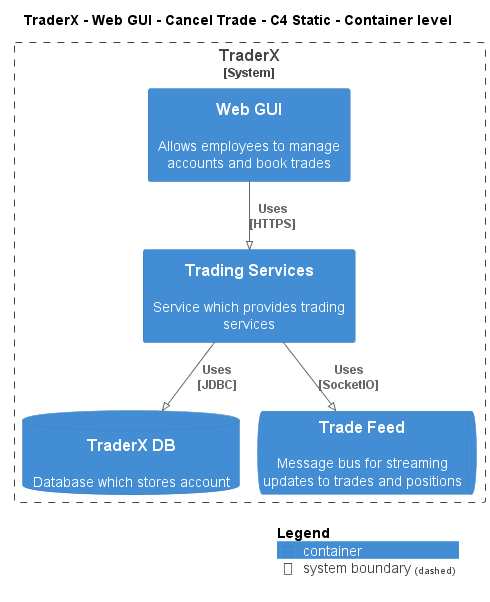 TraderX - Web GUI - Cancel Trade - C4 Static - Container level
TraderX
[System]
Web GUI
Allows employees to manage
accounts and book trades
Uses
[HTTPS]
Trading Services
Service which provides trading
services
Uses
[JDBC]
Uses
[SocketIO]
TraderX DB
Database which stores account
Trade Feed
Message bus for streaming
updates to trades and positions
Legend
container
system boundary (dashed)